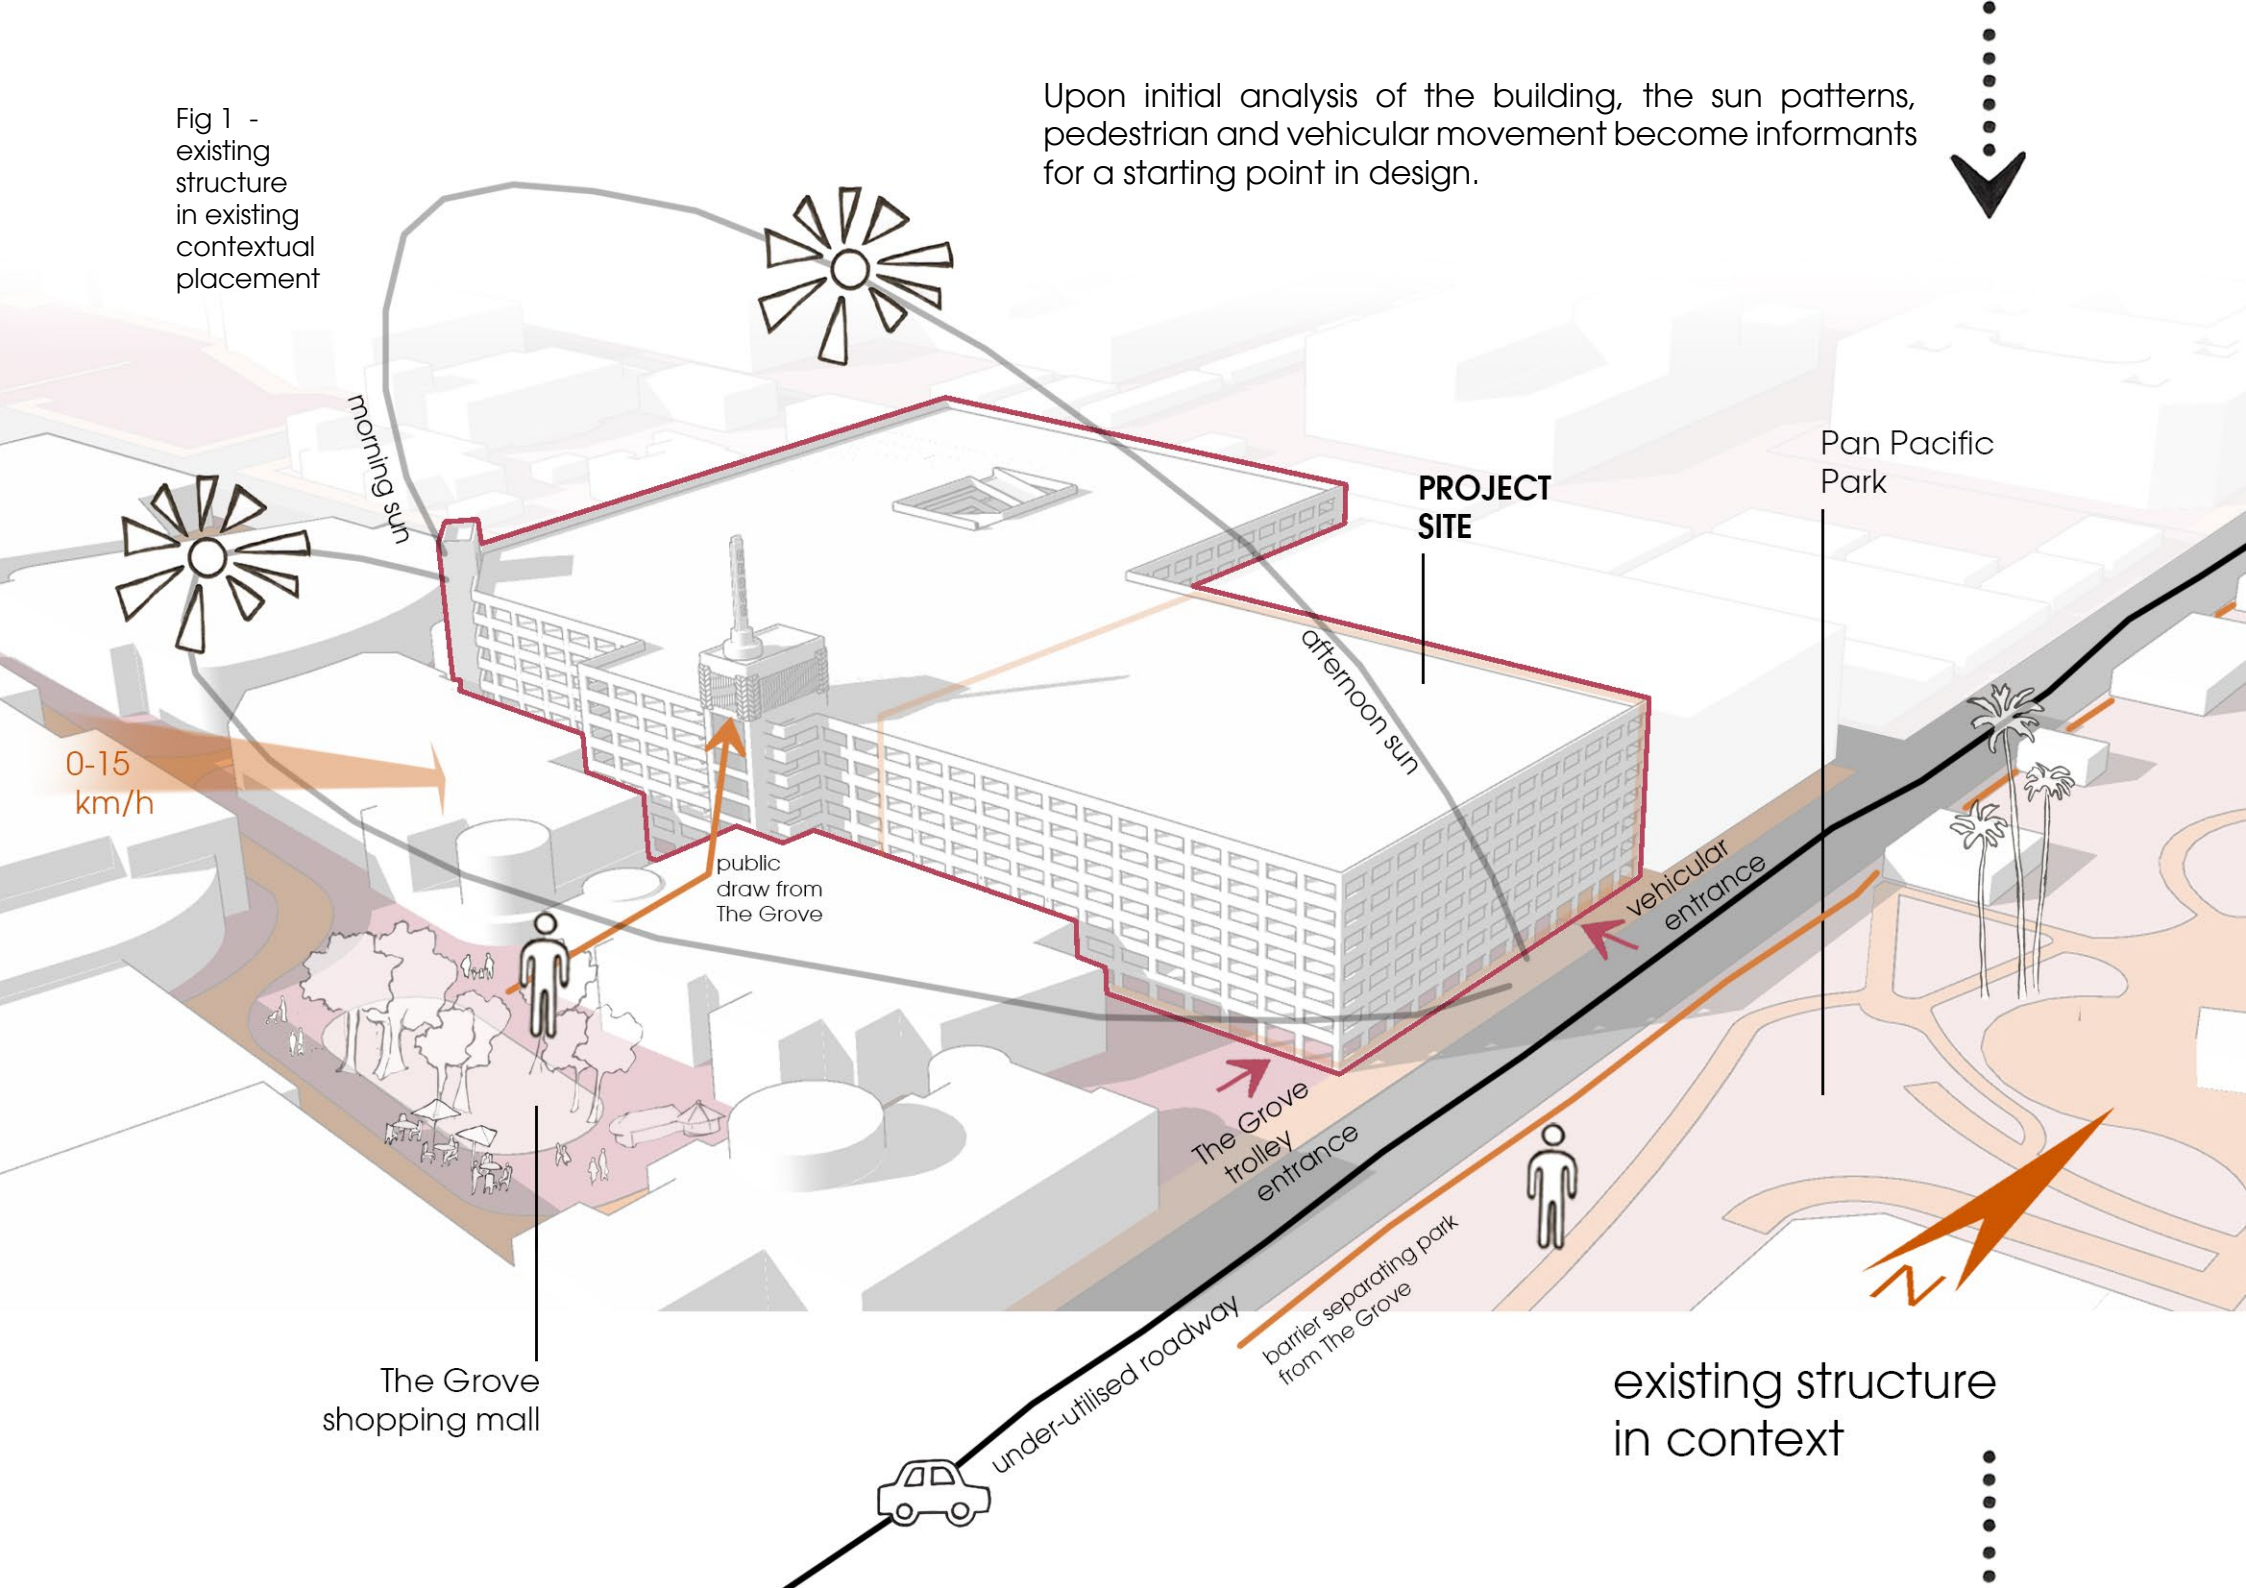 Fig 1 -
existing
structure
in existing
contextual
placement
Upon initial analysis of the building, the sun patterns,
pedestrian and vehicular movement become informants
for a starting point in design.
morning sun
PROJECT
SITE
Pan Pacific
Park
afternoon sun
0-15
km/h
public
draw from
The Grove
vehicular
entrance
The Grove
trolley
entrance
barrier separating park
from The Grove
under-utilised roadway
N
The Grove
shopping mall
existing structure
in context